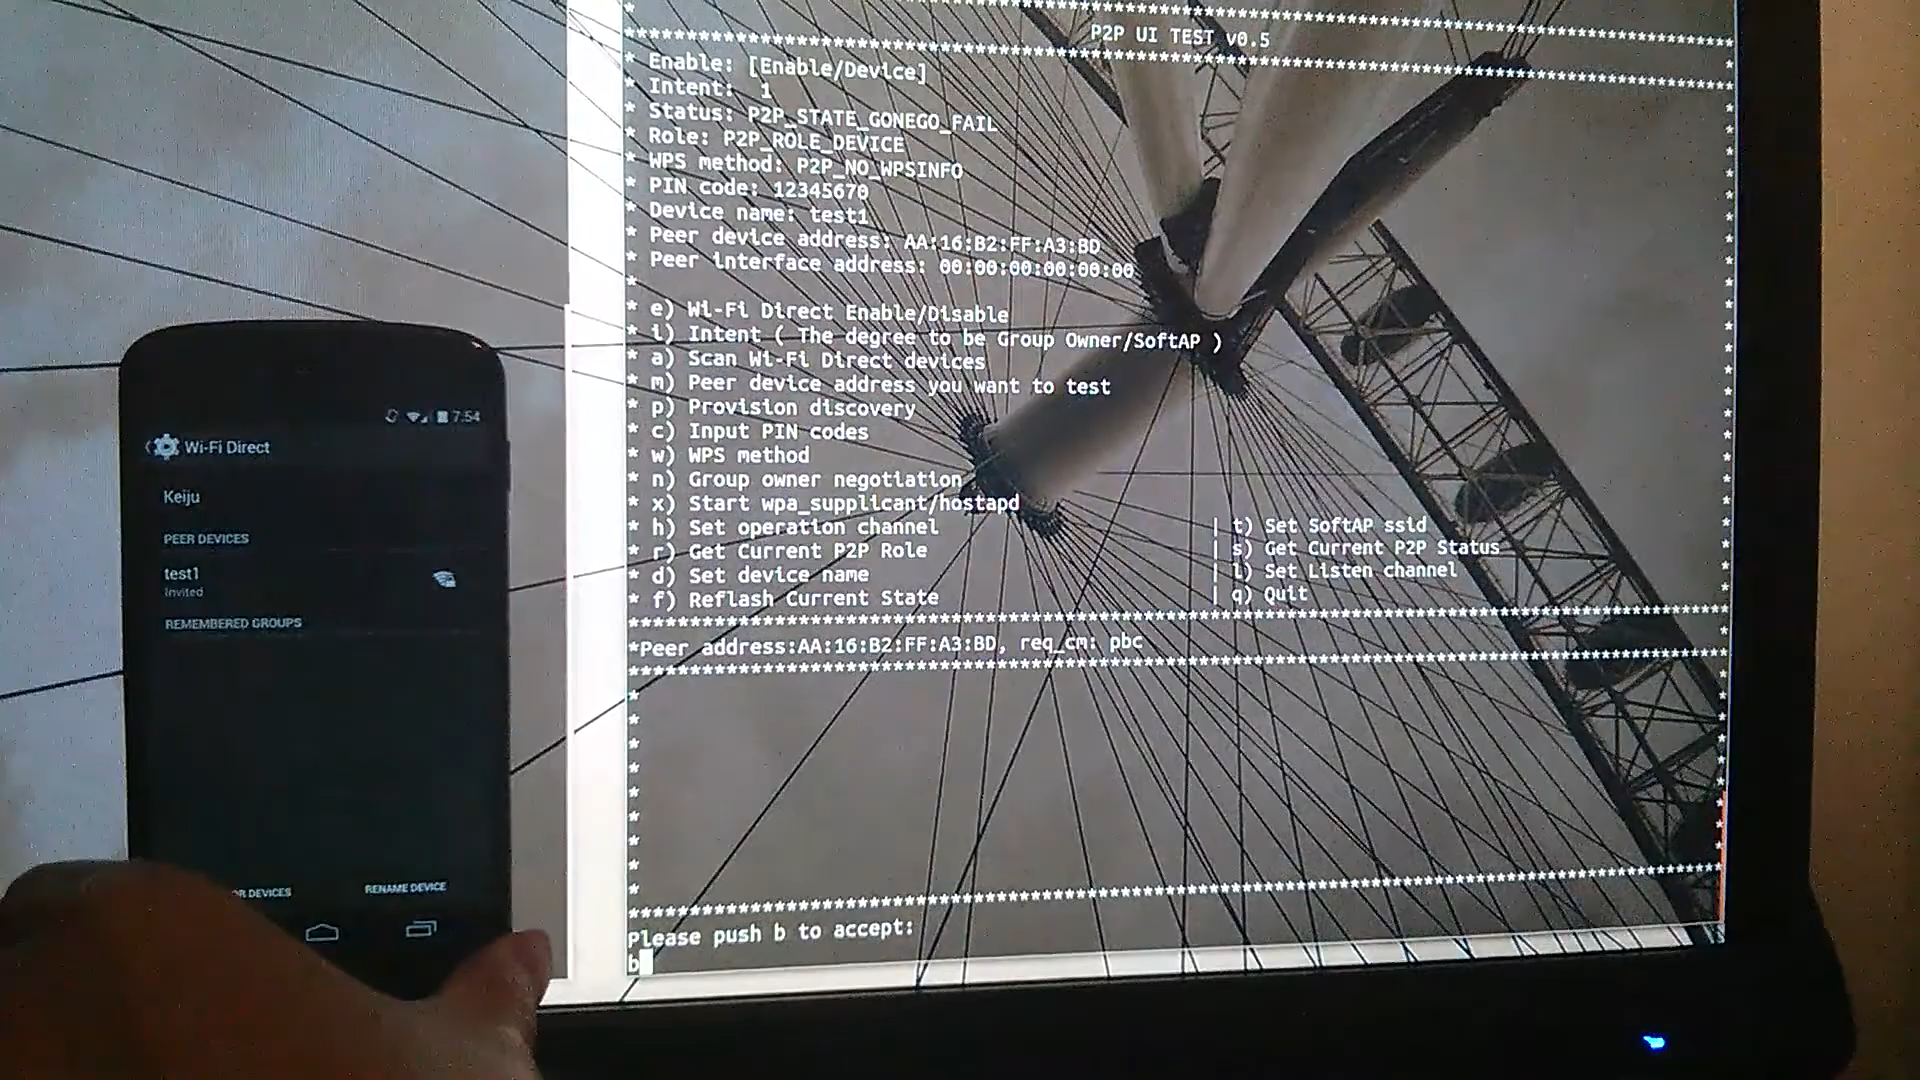 P2P UI TEST v0.5
* Enable: [Enable/Device]
* Intent:  1
* Status: P2P_STATE_GONEGO_FAIL
* Role: P2P_ROLE_DEVICE
* WPS method: P2P_NO_WPSINFO
* PIN code: 12345670
* Device name: test1
* Peer device address: AA:16:B2:FF:A3:BD
* Peer interface address: 00:00:00:00:00:00
* e) Wi-Fi Direct Enable/Disable
* i) Intent ( The degree to be Group Owner/SoftAP )
* a) Scan Wi-Fi Direct devices
* m) Peer device address you want to test
* p) Provision discovery
* c) Input PIN codes
* w) WPS method
* n) Group owner negotiation
* x) Start wpa_supplicant/hostapd
* h) Set operation channel | t) Set SoftAP ssid
* r) Get Current P2P Role | s) Get Current P2P Status
* d) Set device name | l) Set Listen channel
* f) Reflash Current State | q) Quit
*Peer address:AA:16:B2:FF:A3:BD, req_cm: pbc
Please push b to accept:
b
7:54
Wi-Fi Direct
Keiju
PEER DEVICES
test1
Invited
REMEMBERED GROUPS
DEVICES
RENAME DEVICE